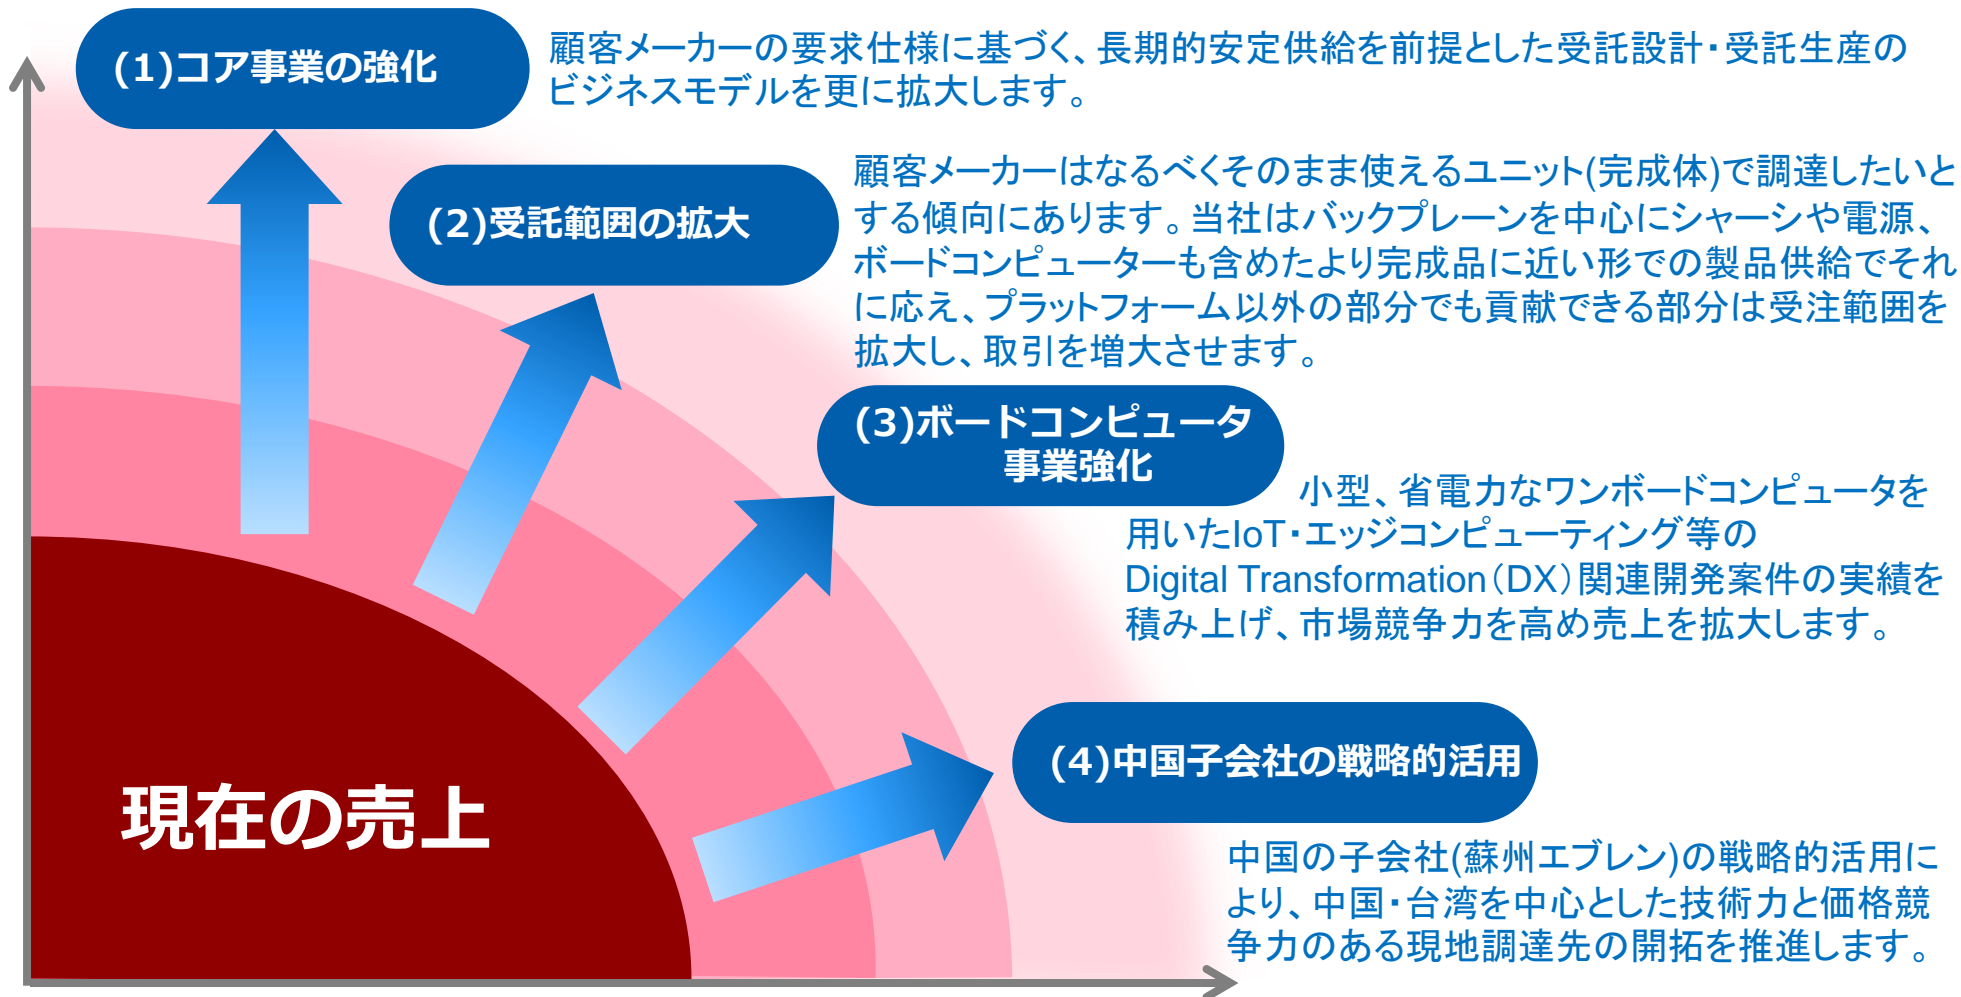 (1)コア事業の強化
顧客メーカーの要求仕様に基づく、長期的安定供給を前提とした受託設計・受託生産の
ビジネスモデルを更に拡大します。
(2)受託範囲の拡大
顧客メーカーはなるべくそのまま使えるユニット(完成体)で調達したいと
する傾向にあります。当社はバックプレーンを中心にシャーシや電源、
ボードコンピューターも含めたより完成品に近い形での製品供給でそれ
に応え、プラットフォーム以外の部分でも貢献できる部分は受注範囲を
拡大し、取引を増大させます。
(3)ボードコンピュータ
事業強化
小型、省電力なワンボードコンピュータを
用いたIoT・エッジコンピューティング等の
Digital Transformation（DX）関連開発案件の実績を
積み上げ、市場競争力を高め売上を拡大します。
(4)中国子会社の戦略的活用
中国の子会社(蘇州エブレン)の戦略的活用に
より、中国・台湾を中心とした技術力と価格競
争力のある現地調達先の開拓を推進します。
現在の売上